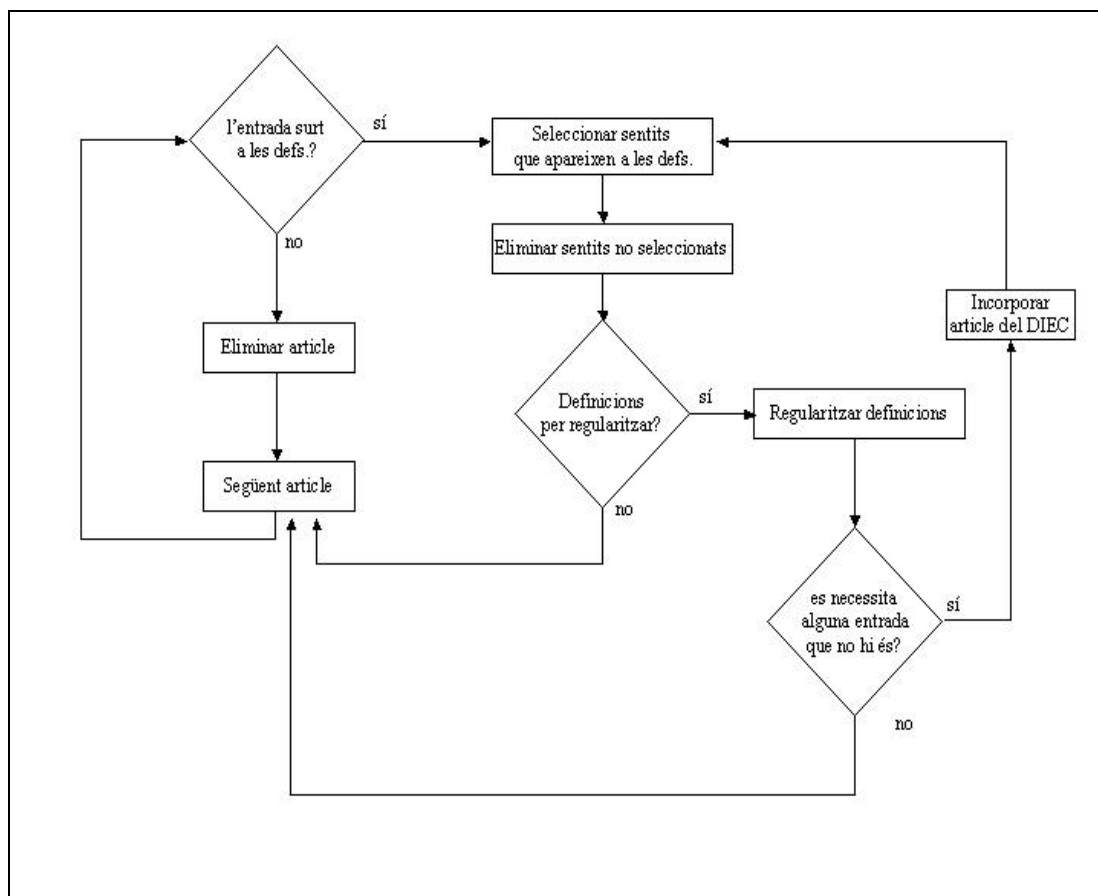 l'entrada surt
a les defs.?
sí
no
Seleccionar sentits
que apareixen a les defs.
Eliminar sentits no seleccionats
Incorporar
article del DIEC
Eliminar article
Definicions
per regularitzar?
sí
no
Regularitzar definicions
Següent article
es necessita
alguna entrada
que no hi és?
sí
no